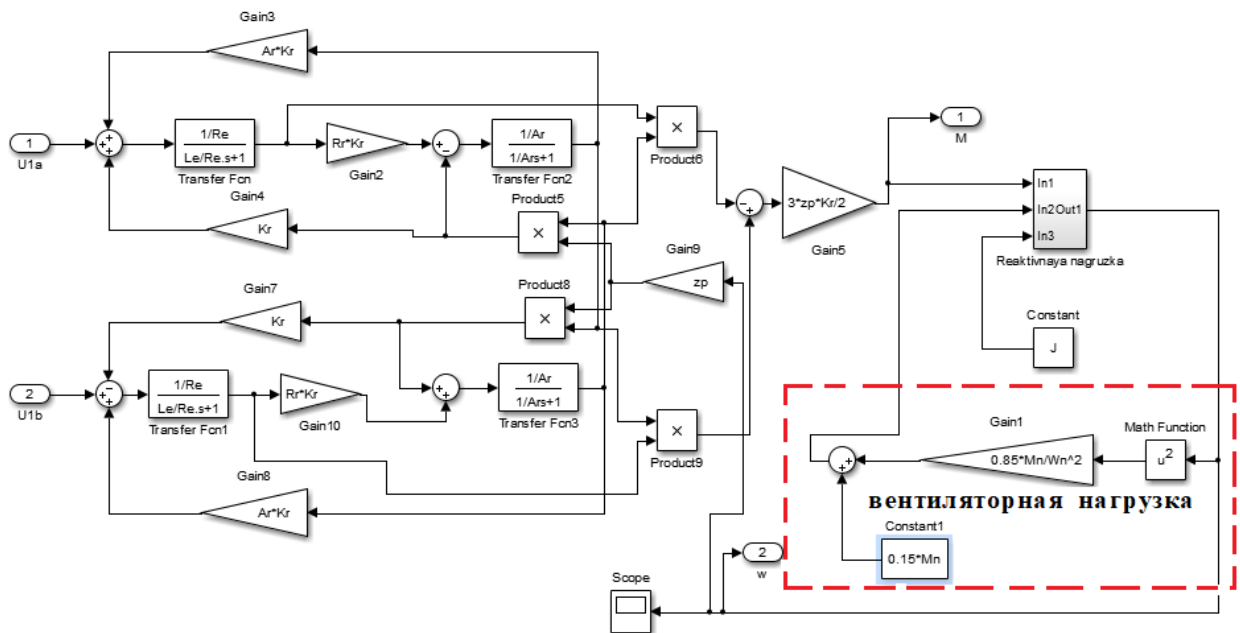 Gain3
Ar*Kr
1
U1a
1/Re
Le/Re.s+1
Transfer Fcn
Rr*Kr
Gain2
1/Ar
1/Ars+1
Transfer Fcn2
×
Product6
1
M
3*zp*Kr/2
Gain5
In1
In2
Out1
In3
Reaktivnaya nagruzka
Gain4
Kr
Product5
×
Gain9
zp
Constant
J
Gain7
Kr
Product8
×
2
U1b
1/Re
Le/Re.s+1
Transfer Fcn1
Rr*Kr
Gain10
1/Ar
1/Ars+1
Transfer Fcn3
×
Product9
Gain8
Ar*Kr
Gain1
0.85*Mn/Wn^2
Math Function
u2
вентиляторная нагрузка
Constant1
0.15*Mn
2
w
Scope